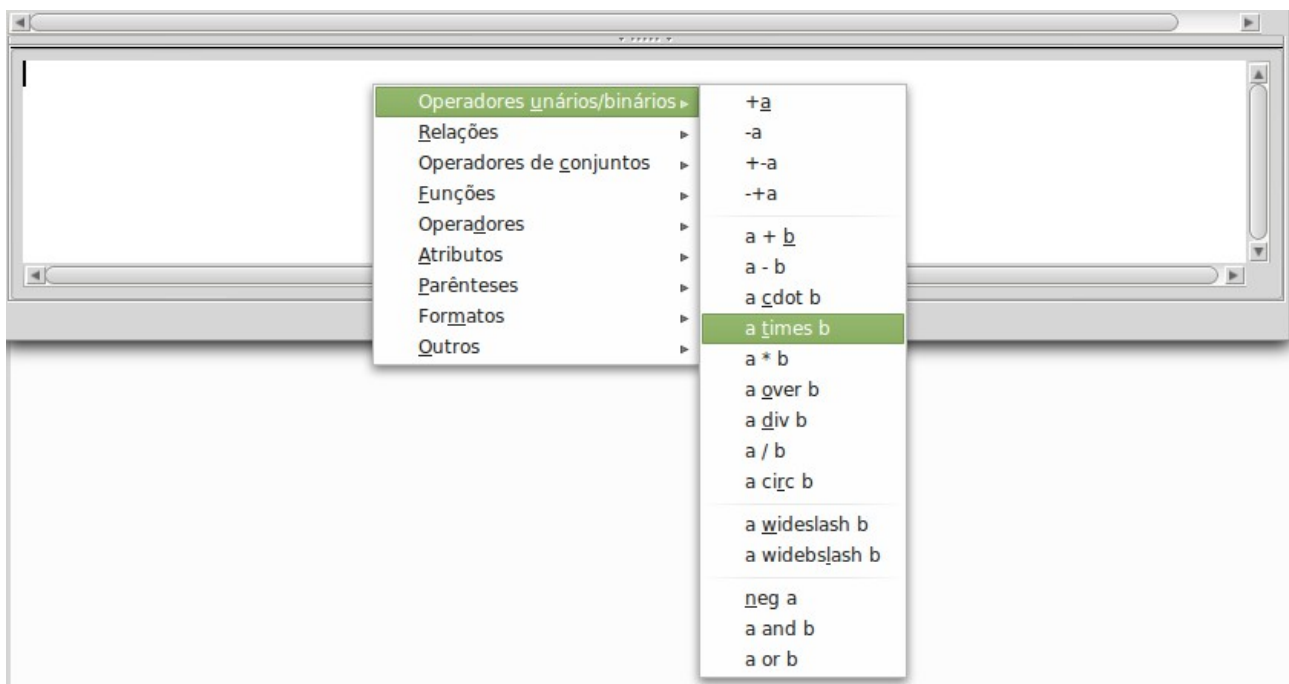 Operadores unários/binários
Relações
Operadores de conjuntos
Funções
Operadores
Atributos
Parênteses
Formatos
Outros
+a
-a
+-a
-+a
a + b
a - b
a cdot b
a times b
a * b
a over b
a div b
a / b
a circ b
a wideslash b
a widebslash b
neg a
a and b
a or b